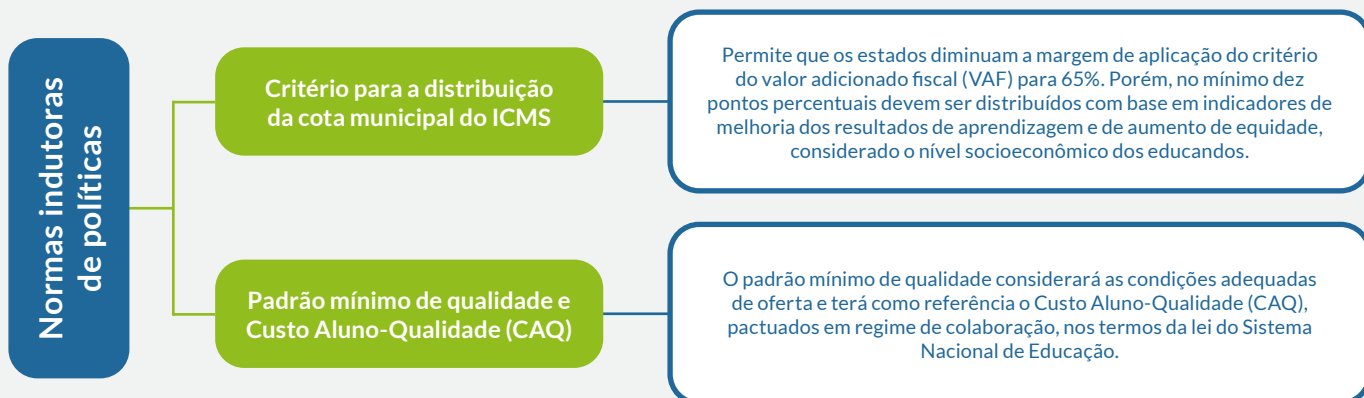 Normas indutoras
de políticas
Critério para a distribuição
da cota municipal do ICMS
Permite que os estados diminuam a margem de aplicação do critério
do valor adicionado fiscal (VAF) para 65%. Porém, no mínimo dez
pontos percentuais devem ser distribuídos com base em indicadores de
melhoria dos resultados de aprendizagem e de aumento de equidade,
considerado o nível socioeconômico dos educandos.
Padrão mínimo de qualidade e
Custo Aluno-Qualidade (CAQ)
O padrão mínimo de qualidade considerará as condições adequadas
de oferta e terá como referência o Custo Aluno-Qualidade (CAQ),
pactuados em regime de colaboração, nos termos da lei do Sistema
Nacional de Educação.